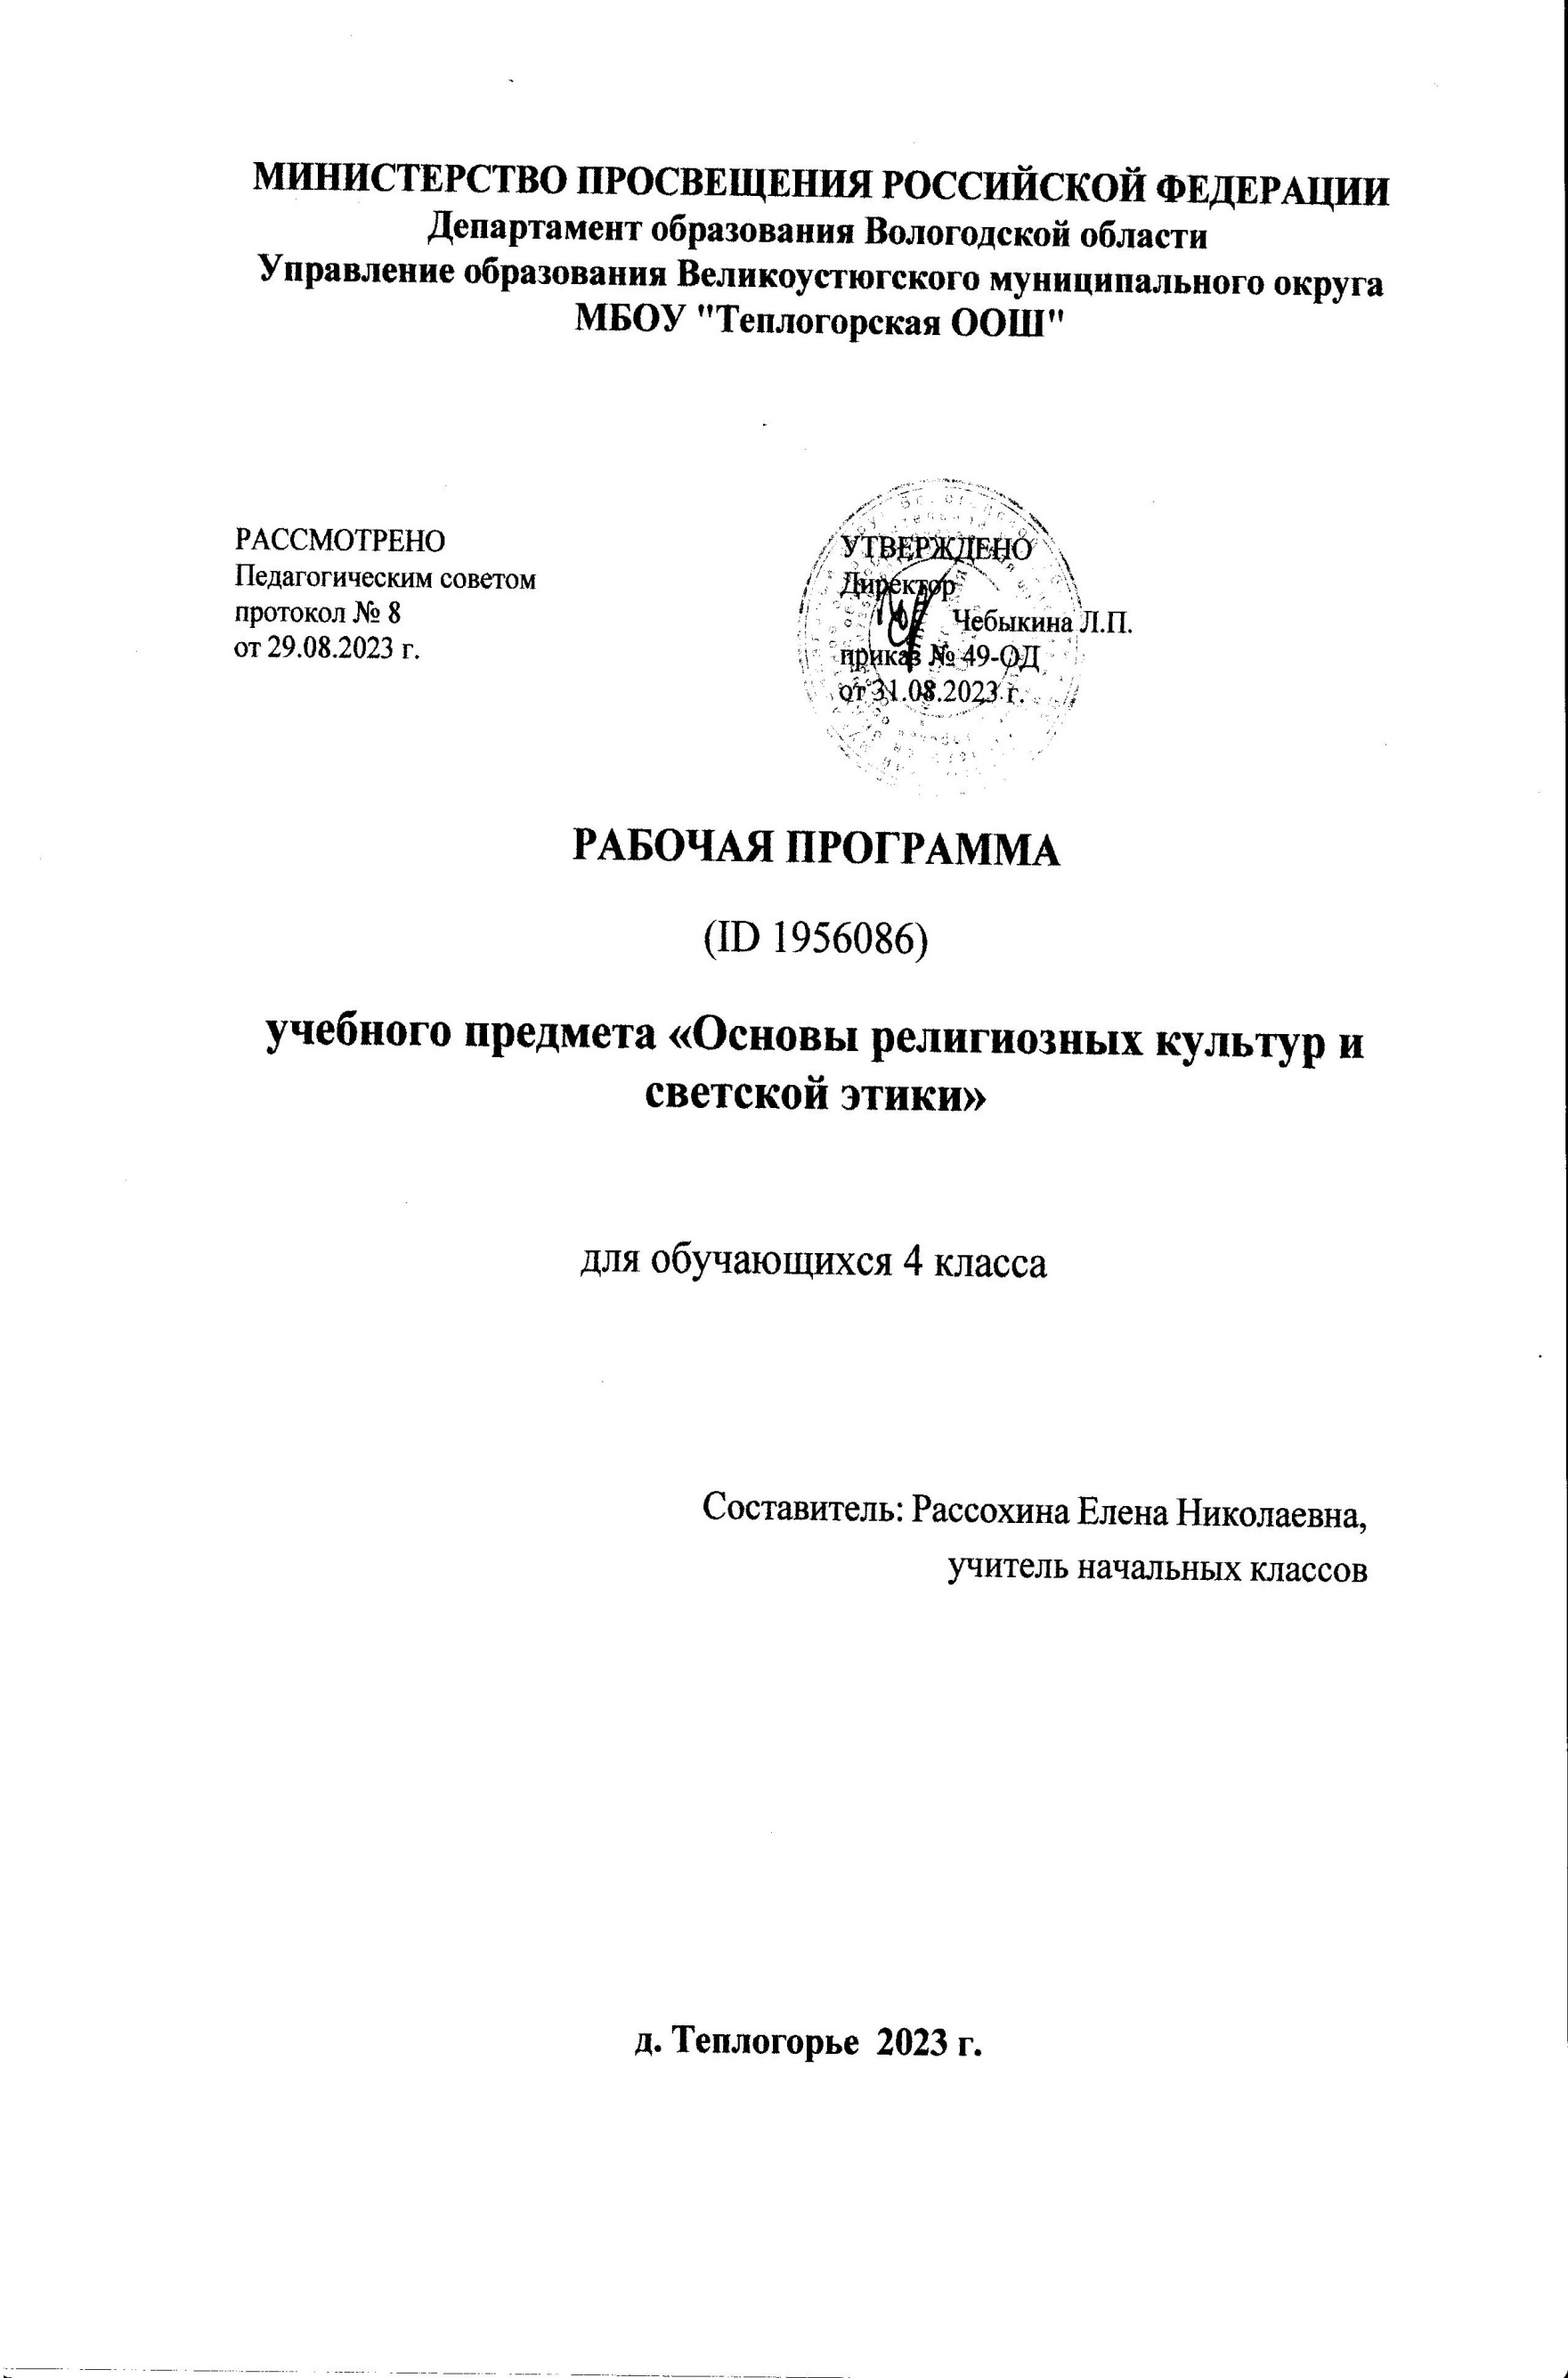 МИНИСТЕРСТВО ПРОСВЕЩЕНИЯ РОССИЙСКОЙ ФЕДЕРАЦИИ
Департамент образования Вологодской области
Управление образования Великоустюгского муниципального округа
МБОУ "Теплогорская ООШ"
РАССМОТРЕНО
Педагогическим советом
протокол № 8
от 29.08.2023 г.
УТВЕРЖДЕНО
Директор
Чебыкина Л.П.
приказ № 49-ОД
от 31.08.2023 г.
РАБОЧАЯ ПРОГРАММА
(ID 1956086)
учебного предмета «Основы религиозных культур и
светской этики»
для обучающихся 4 класса
Составитель: Рассохина Елена Николаевна,
учитель начальных классов
д. Теплогорье 2023 г.